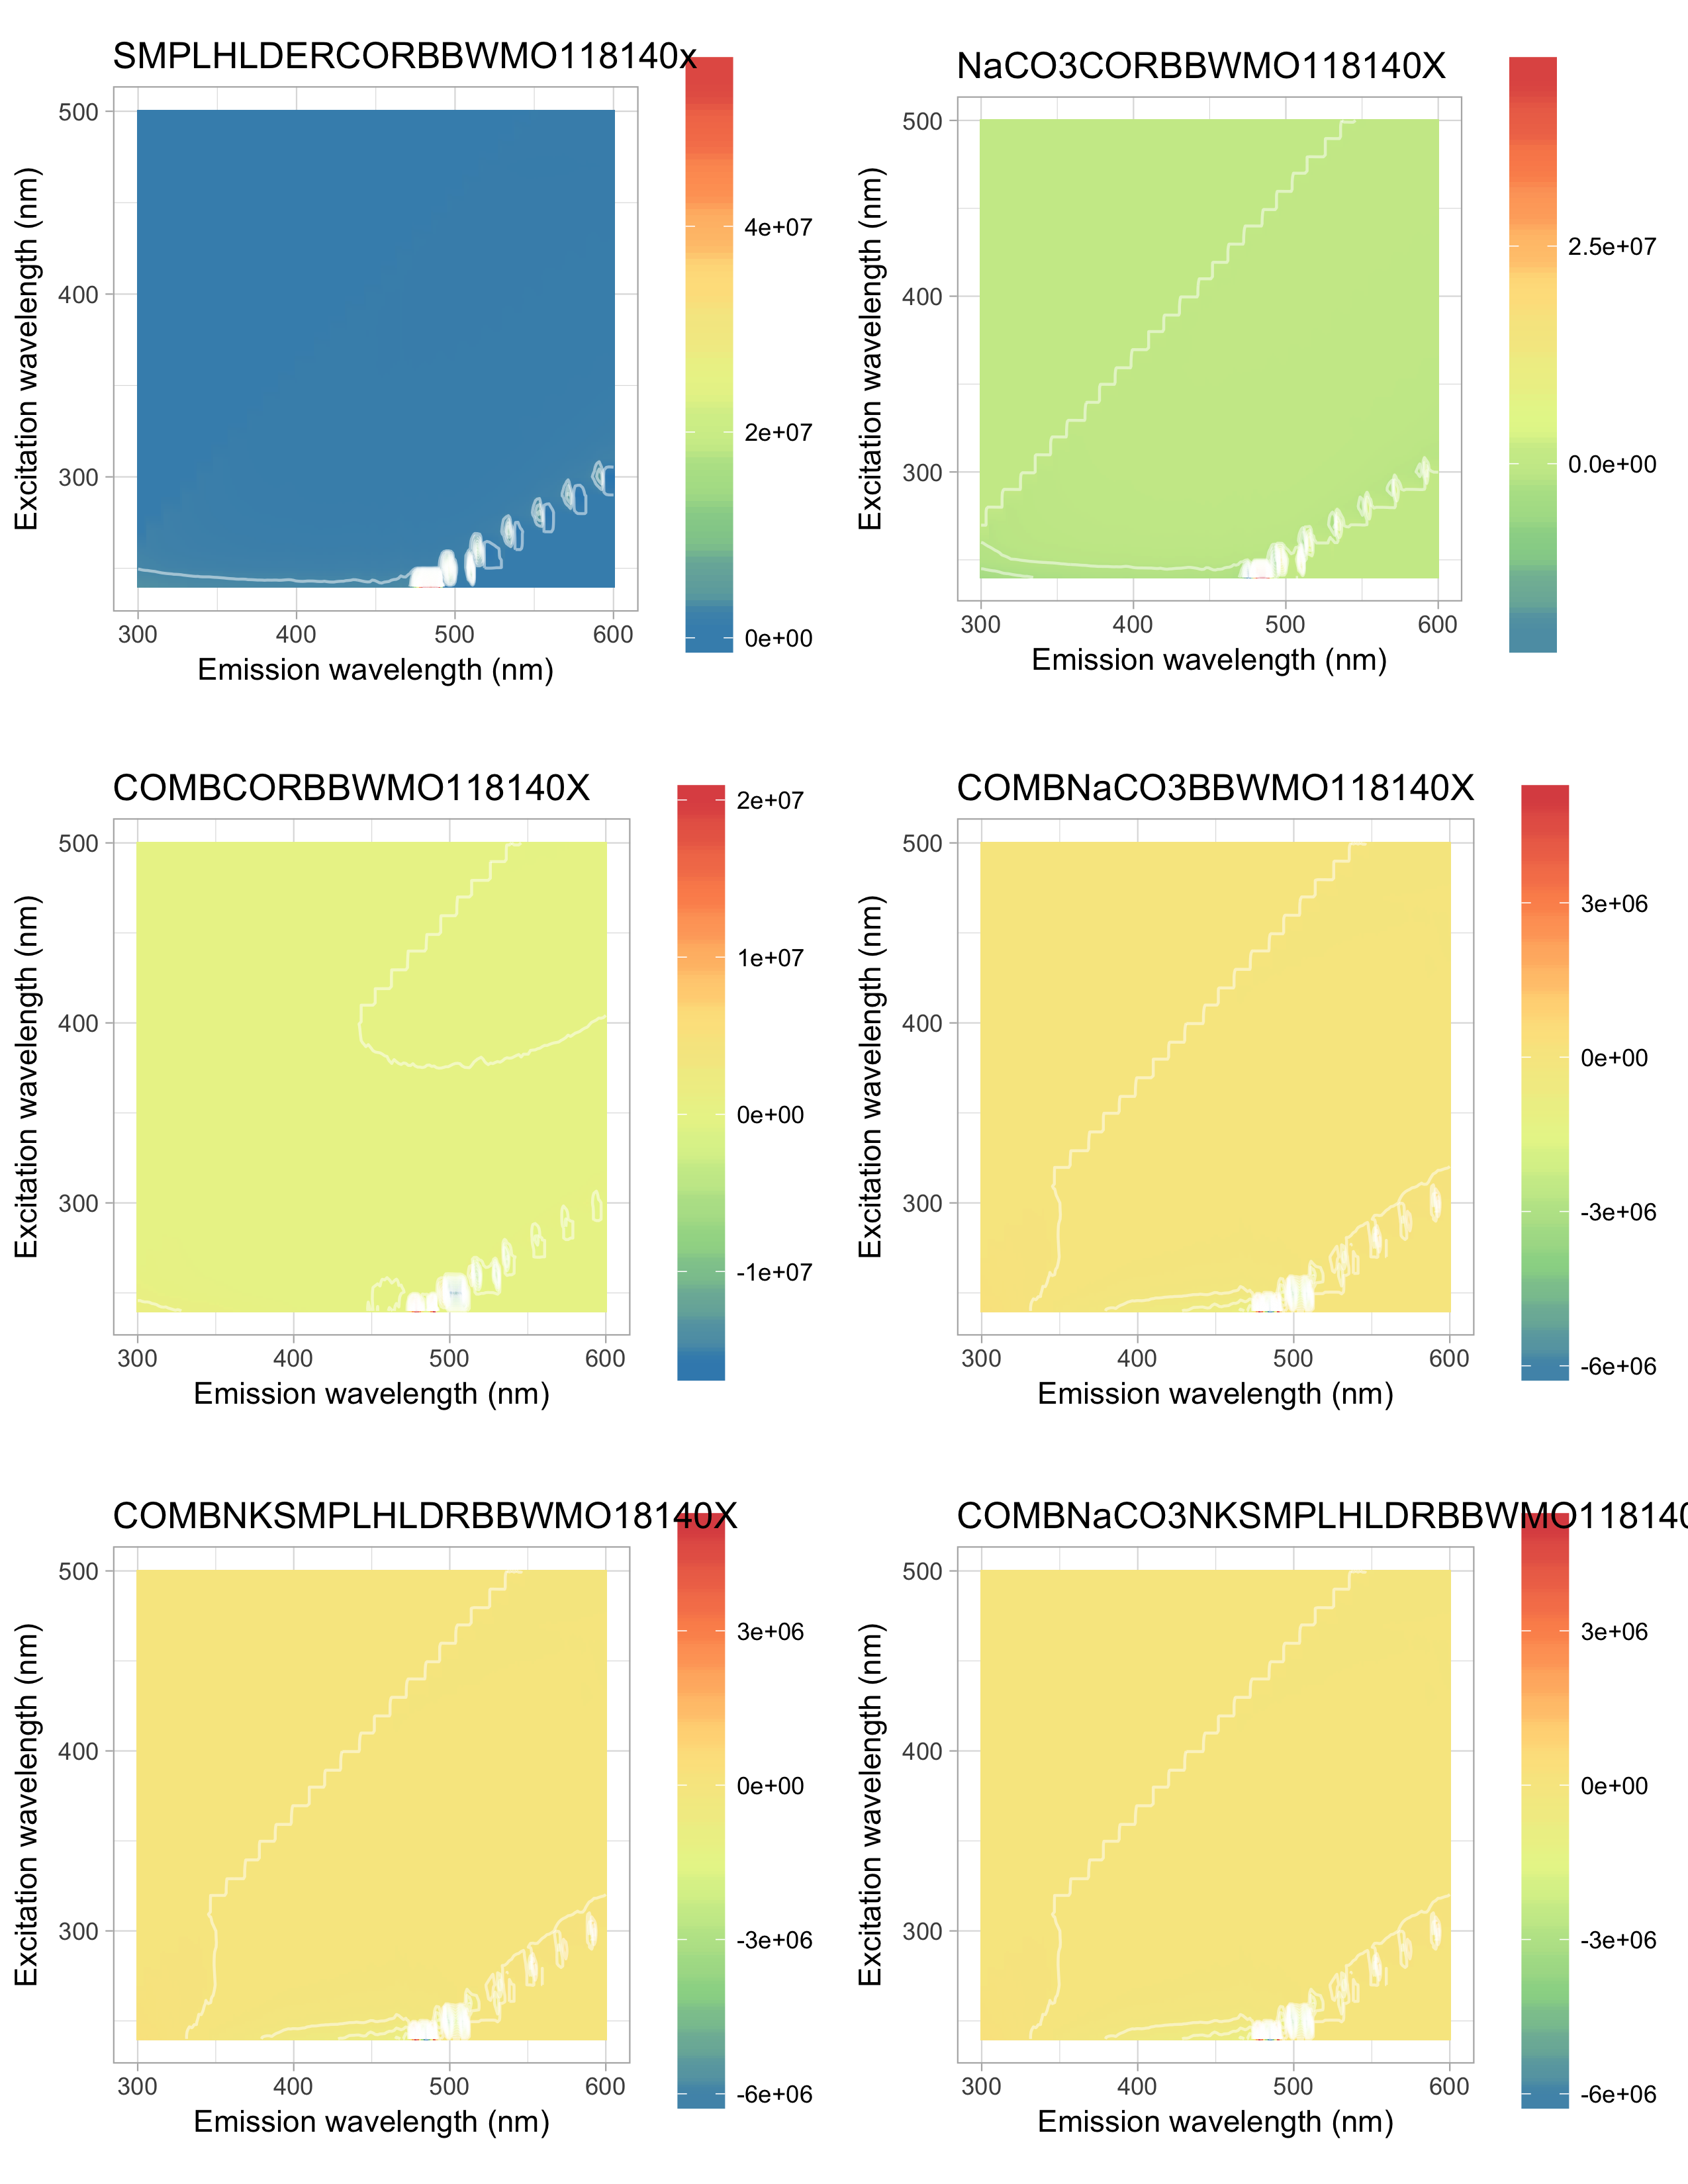 SMPLHLDERCORBBWMO118140x
500
400
300
300 400 500 600
Emission wavelength (nm)
Excitation wavelength (nm)
4e+07
2e+07
0e+00
NaCO3CORBBWMO118140X
500
400
300
300 400 500 600
Emission wavelength (nm)
Excitation wavelength (nm)
2.5e+07
0.0e+00
COMBCORBBWMO118140X
500
400
300
300 400 500 600
Emission wavelength (nm)
Excitation wavelength (nm)
2e+07
1e+07
0e+00
-1e+07
COMBNaCO3BBWMO118140X
500
400
300
300 400 500 600
Emission wavelength (nm)
Excitation wavelength (nm)
3e+06
0e+00
-3e+06
-6e+06
COMBNKSMPLHLDRBBWMO18140X
500
400
300
300 400 500 600
Emission wavelength (nm)
Excitation wavelength (nm)
3e+06
0e+00
-3e+06
-6e+06
COMBNaCO3NKSMPLHLDRBBWMO118140
500
400
300
300 400 500 600
Emission wavelength (nm)
Excitation wavelength (nm)
3e+06
0e+00
-3e+06
-6e+06